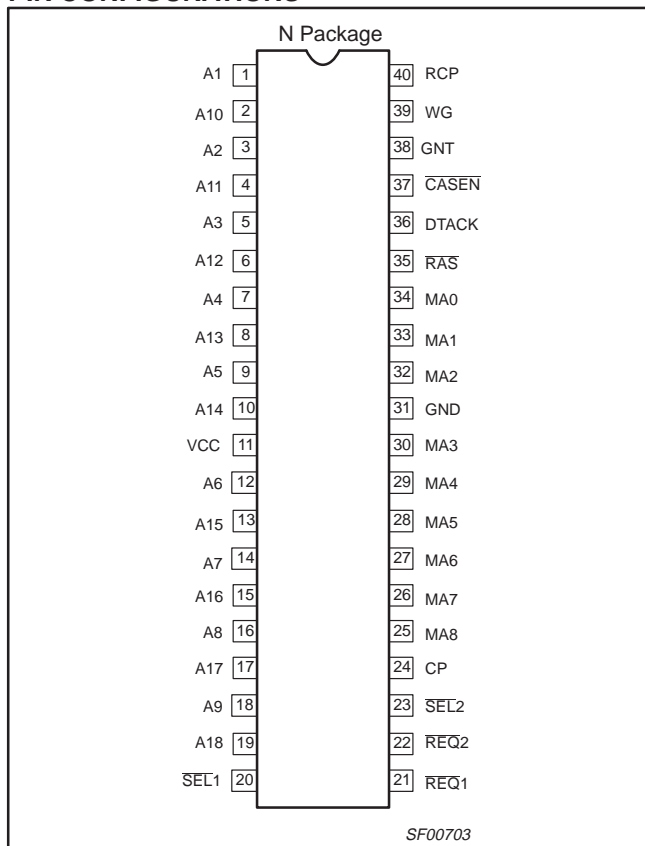 N Package
A1 1 40 RCP
A10 2 39 WG
A2 3 38 GNT
A11 4 37 CASEN
A3 5 36 DTACK
A12 6 35 RAS
A4 7 34 MA0
A13 8 33 MA1
A5 9 32 MA2
A14 10 31 GND
VCC 11 30 MA3
A6 12 29 MA4
A15 13 28 MA5
A7 14 27 MA6
A16 15 26 MA7
A8 16 25 MA8
A17 17 24 CP
A9 18 23 SEL2
A18 19 22 REQ2
SEL1 20 21 REQ1
SF00703